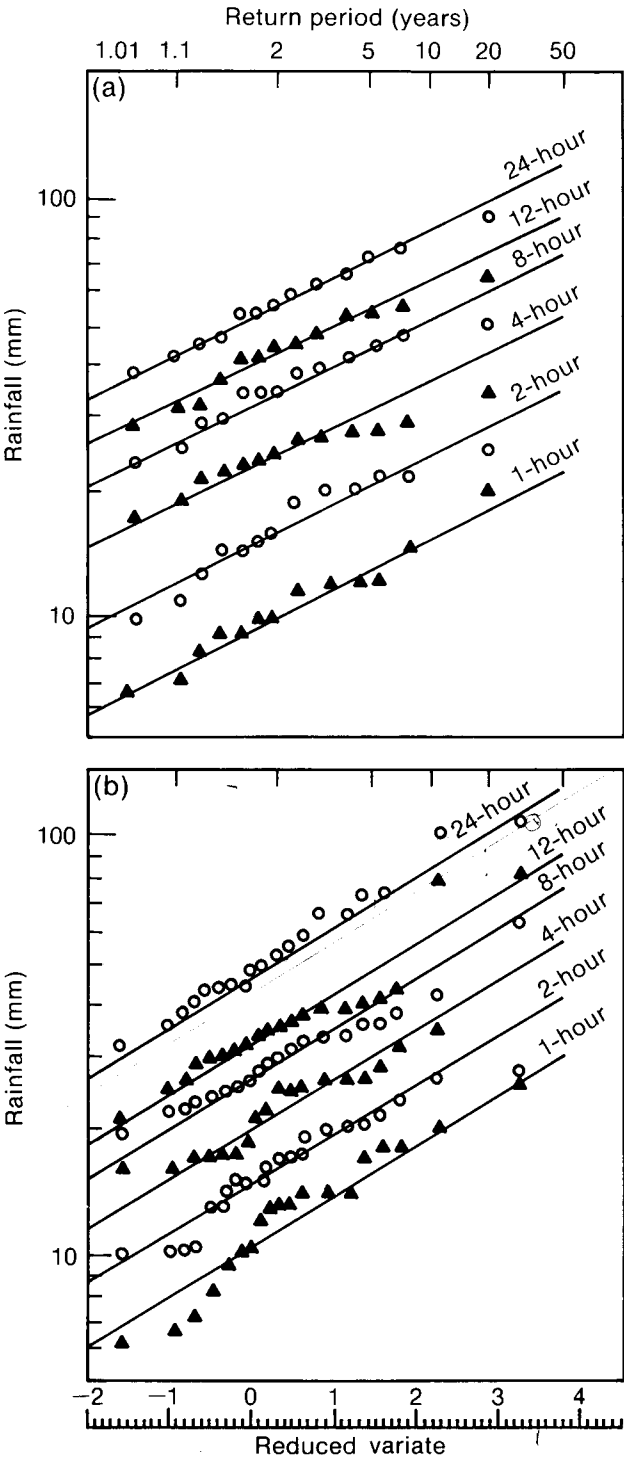 Return period (years)
1.01 1.1 2 5 10 20 50
(a)
24-hour
12-hour
8-hour
4-hour
2-hour
1-hour
100
10
Rainfall (mm)
(b)
24-hour
12-hour
8-hour
4-hour
2-hour
1-hour
100
10
Rainfall (mm)
-2 -1 0 1 2 3 4
Reduced variate